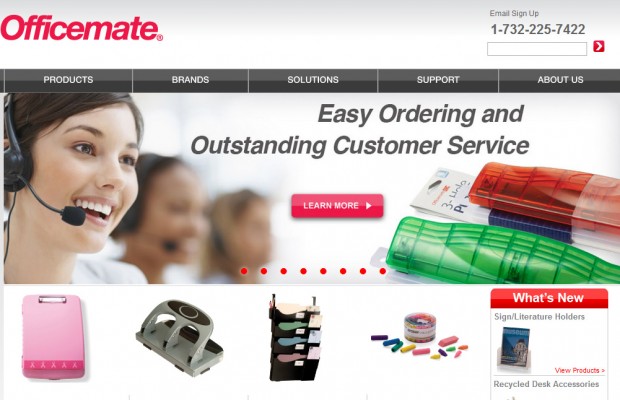 Officemate®
Email Sign Up
1-732-225-7422
PRODUCTS
BRANDS
SOLUTIONS
SUPPORT
ABOUT US
Easy Ordering and
Outstanding Customer Service
LEARN MORE
What's New
Sign/Literature Holders
View Products >
Recycled Desk Accessories